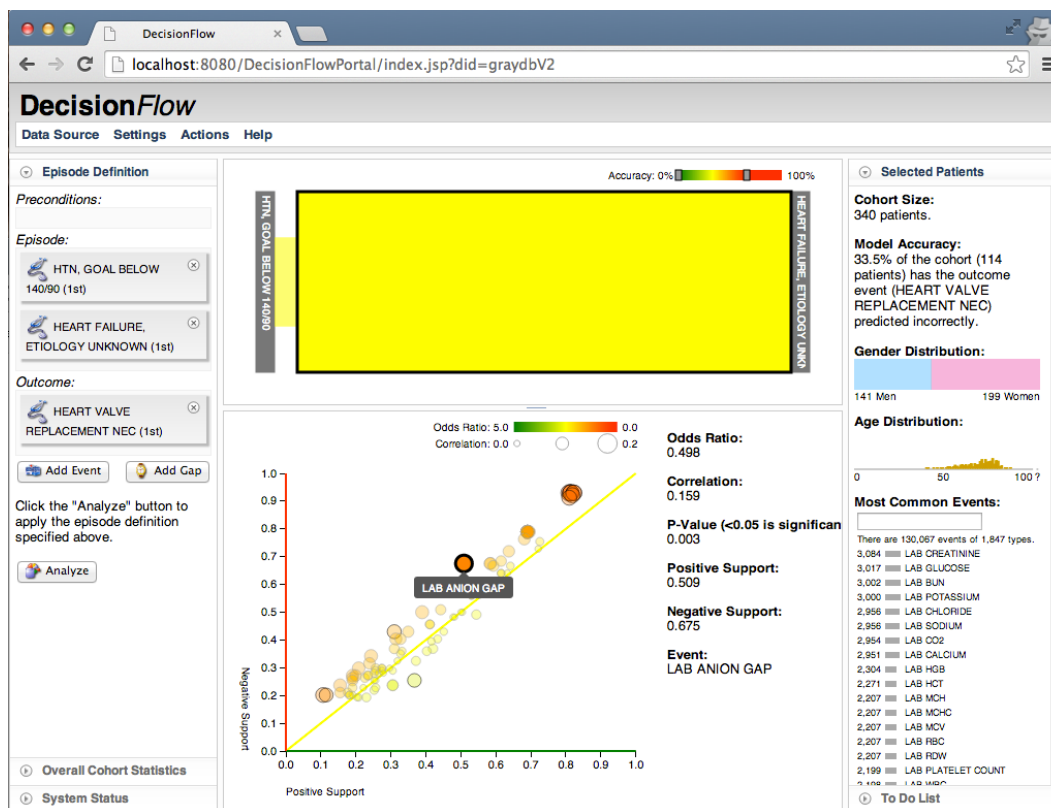 DecisionFlow
localhost:8080/DecisionFlowPortal/index.jsp?did=graydbV2
DecisionFlow
Data Source Settings Actions Help
Episode Definition
Preconditions:
Episode:
HTN, GOAL BELOW
140/90 (1st)
HEART FAILURE,
ETIOLOGY UNKNOWN (1st)
Outcome:
HEART VALVE
REPLACEMENT NEC (1st)
Add Event Add Gap
Click the "Analyze" button to
apply the episode definition
specified above.
Analyze
Overall Cohort Statistics
System Status
Accuracy: 0% 100%
HTN, GOAL BELOW 140/90
HEART FAILURE, ETIOLOGY UNK
Odds Ratio: 5.0 0.0
Correlation: 0.0 0.2
1.0
0.9
0.8
0.7
0.6
0.5
0.4
0.3
0.2
0.1
0.0
Negative Support
LAB ANION GAP
0.0 0.1 0.2 0.3 0.4 0.5 0.6 0.7 0.8 0.9 1.0
Positive Support
Odds Ratio:
0.498
Correlation:
0.159
P-Value (<0.05 is significan
0.003
Positive Support:
0.509
Negative Support:
0.675
Event:
LAB ANION GAP
Selected Patients
Cohort Size:
340 patients.
Model Accuracy:
33.5% of the cohort (114
patients) has the outcome
event (HEART VALVE
REPLACEMENT NEC)
predicted incorrectly.
Gender Distribution:
141 Men 199 Women
Age Distribution:
0 50 100 ?
Most Common Events:
There are 130,067 events of 1,847 types.
3,084 LAB CREATININE
3,017 LAB GLUCOSE
3,002 LAB BUN
3,000 LAB POTASSIUM
2,956 LAB CHLORIDE
2,956 LAB SODIUM
2,954 LAB CO2
2,951 LAB CALCIUM
2,304 LAB HGB
2,271 LAB HCT
2,207 LAB MCH
2,207 LAB MCHC
2,207 LAB MCV
2,207 LAB RBC
2,207 LAB RDW
2,199 LAB PLATELET COUNT
2,198 LAB WBC
To Do List